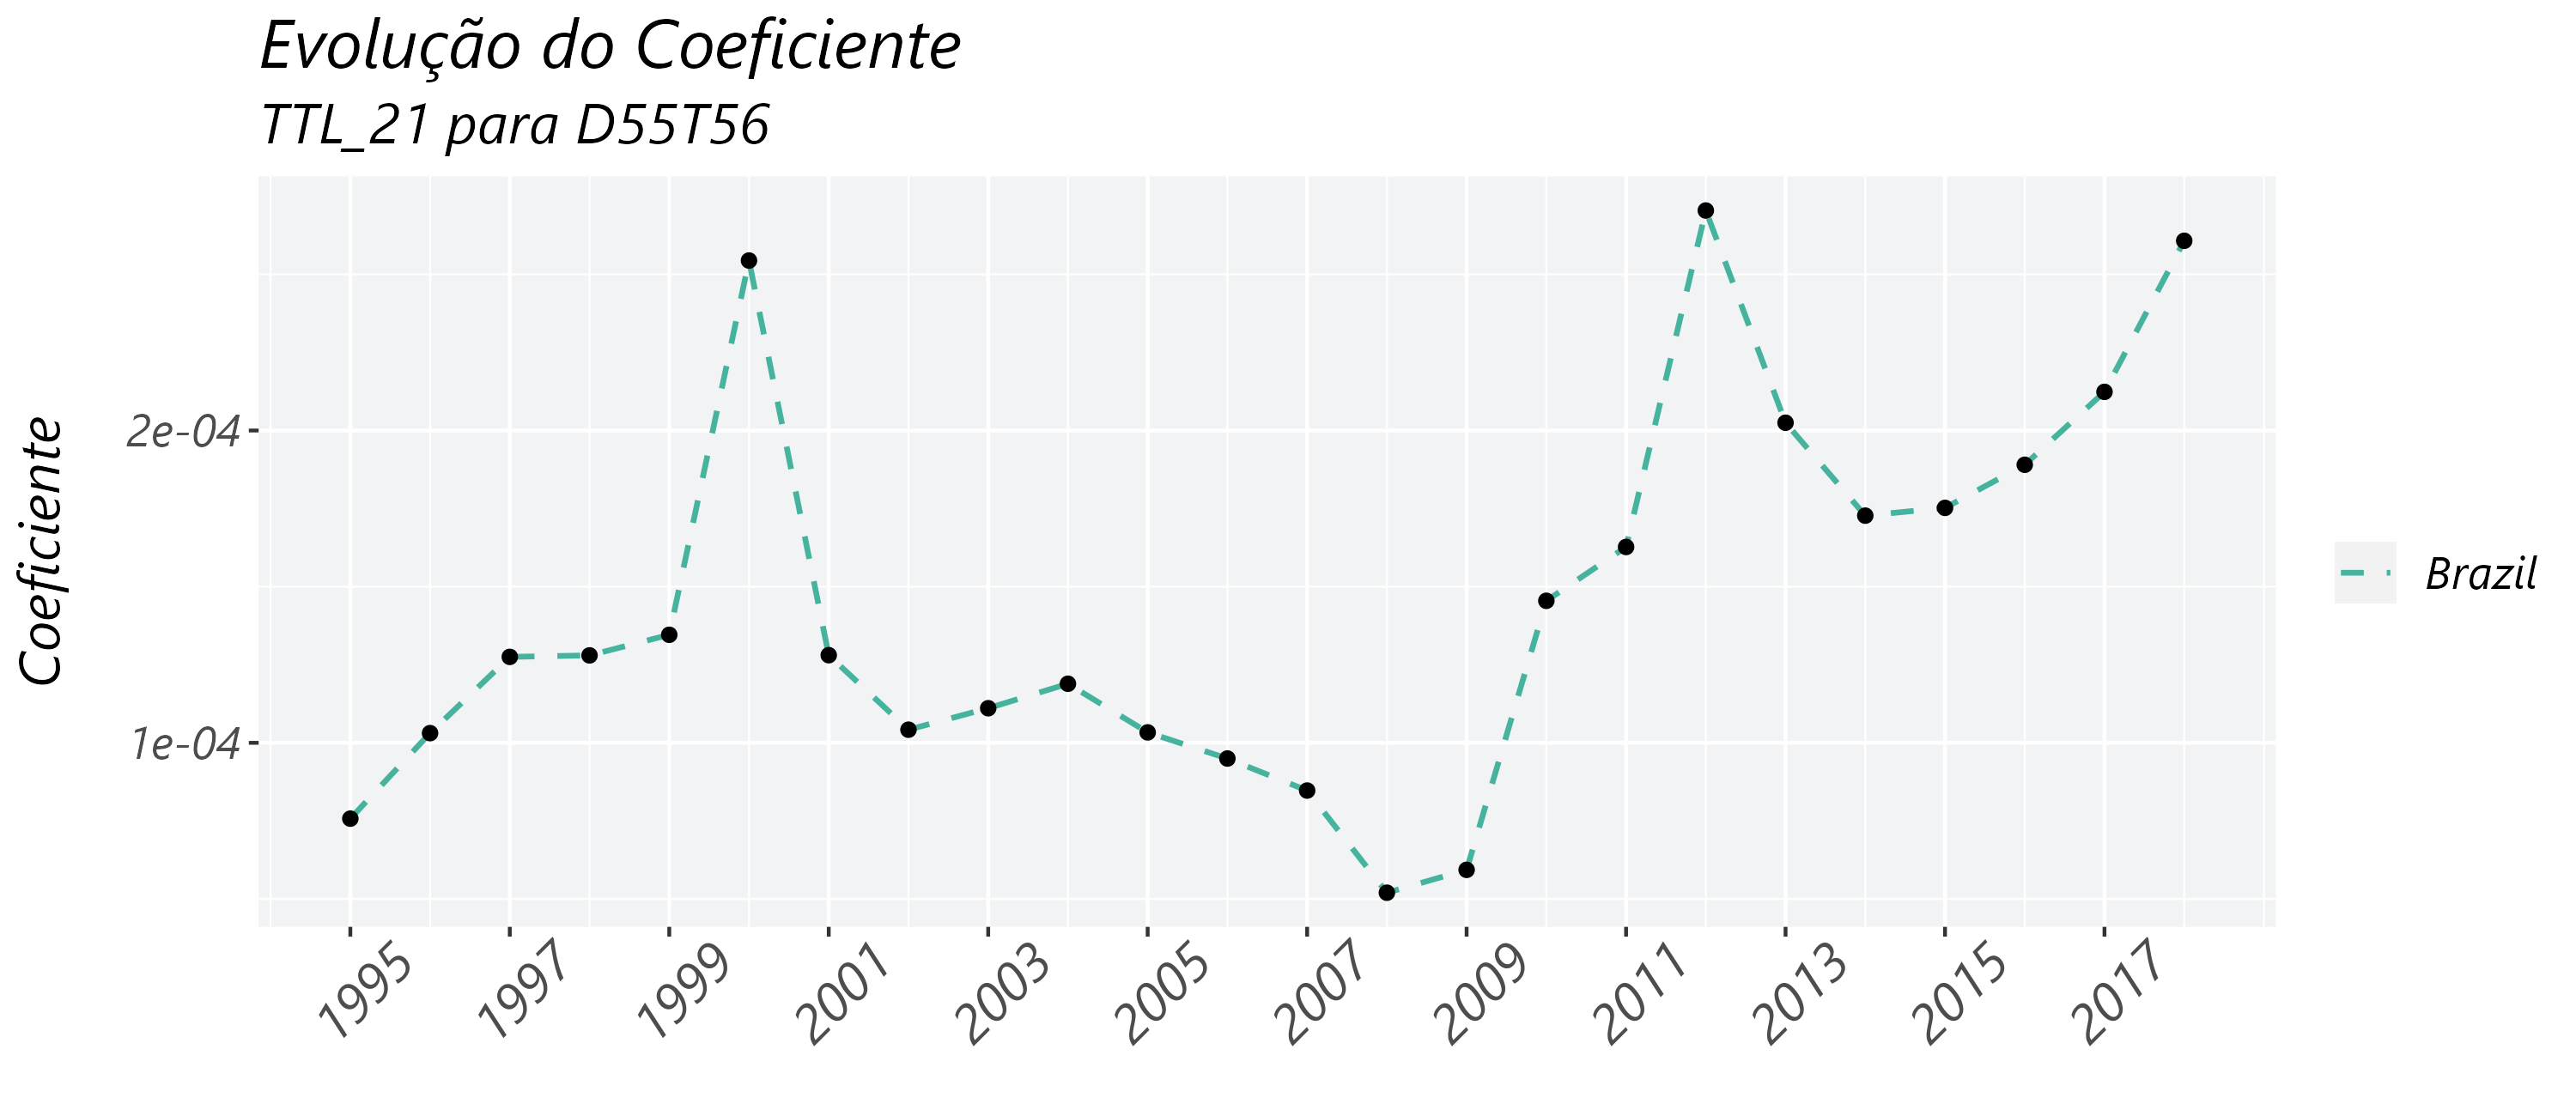 Evolução do Coeficiente
TTL_21 para D55T56
Coeficiente
2e-04
1e-04
1995
1997
1999
2001
2003
2005
2007
2009
2011
2013
2015
2017
Brazil